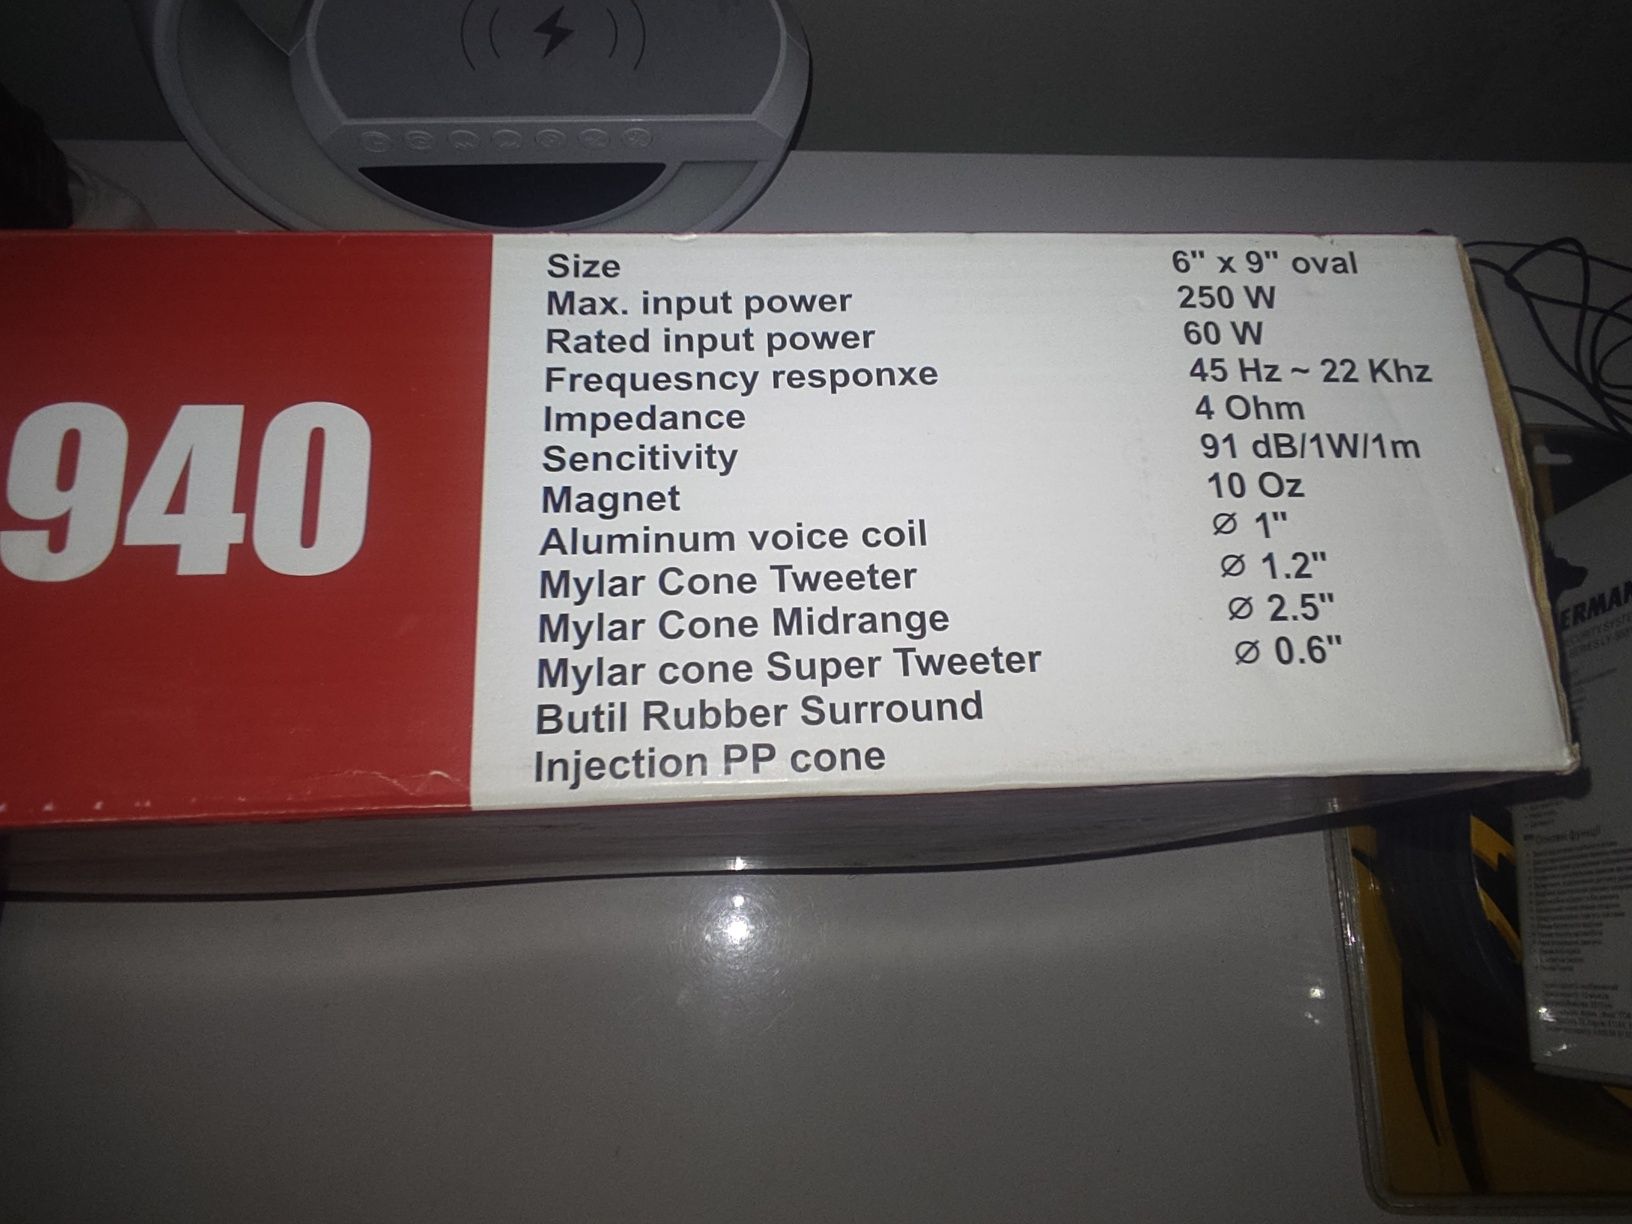 940
Size 6" x 9" oval
Max. input power 250 W
Rated input power 60 W
Frequesncy responxe 45 Hz ~ 22 Khz
Impedance 4 Ohm
Sencitivity 91 dB/1W/1m
Magnet 10 Oz
Aluminum voice coil Ø 1"
Mylar Cone Tweeter Ø 1.2"
Mylar Cone Midrange Ø 2.5"
Mylar cone Super Tweeter Ø 0.6"
Butil Rubber Surround
Injection PP cone
ERMAN